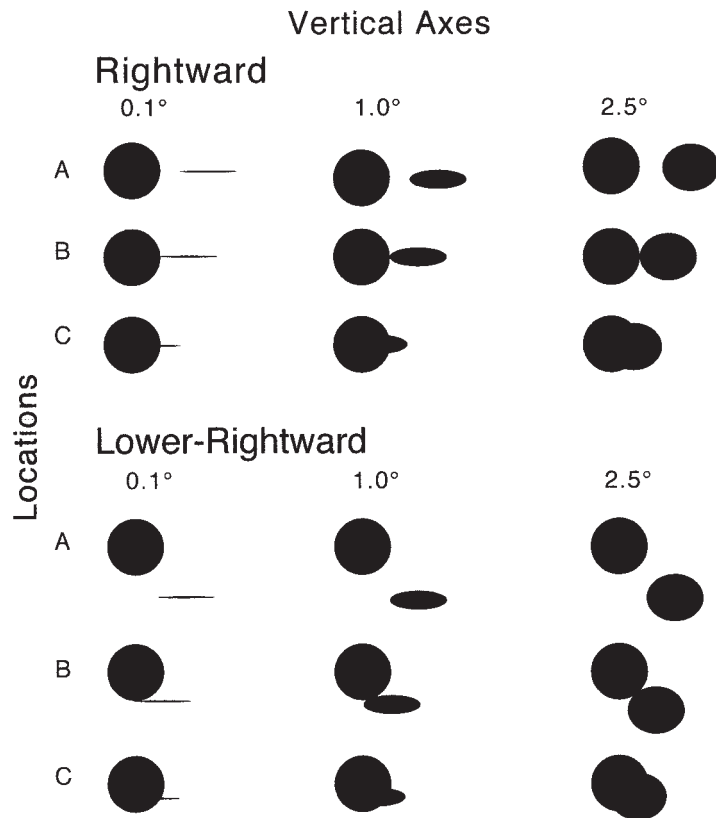 Vertical Axes
Rightward
0.1° 1.0° 2.5°
A
B
C
Locations
Lower-Rightward
0.1° 1.0° 2.5°
A
B
C